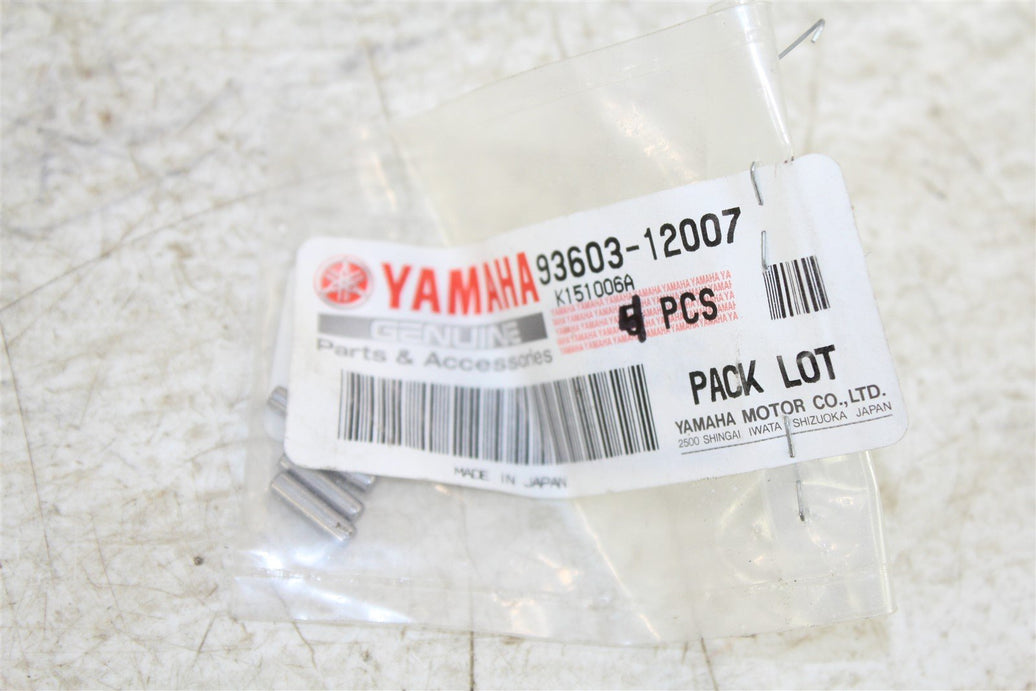 YAMAHA 93603-12007
K151006A
GENUINE
PCS
Parts & Accessories
PACK LOT
YAMAHA MOTOR CO.,LTD.
2500 SHINGAI IWATA SHIZUOKA JAPAN
MADE IN JAPAN